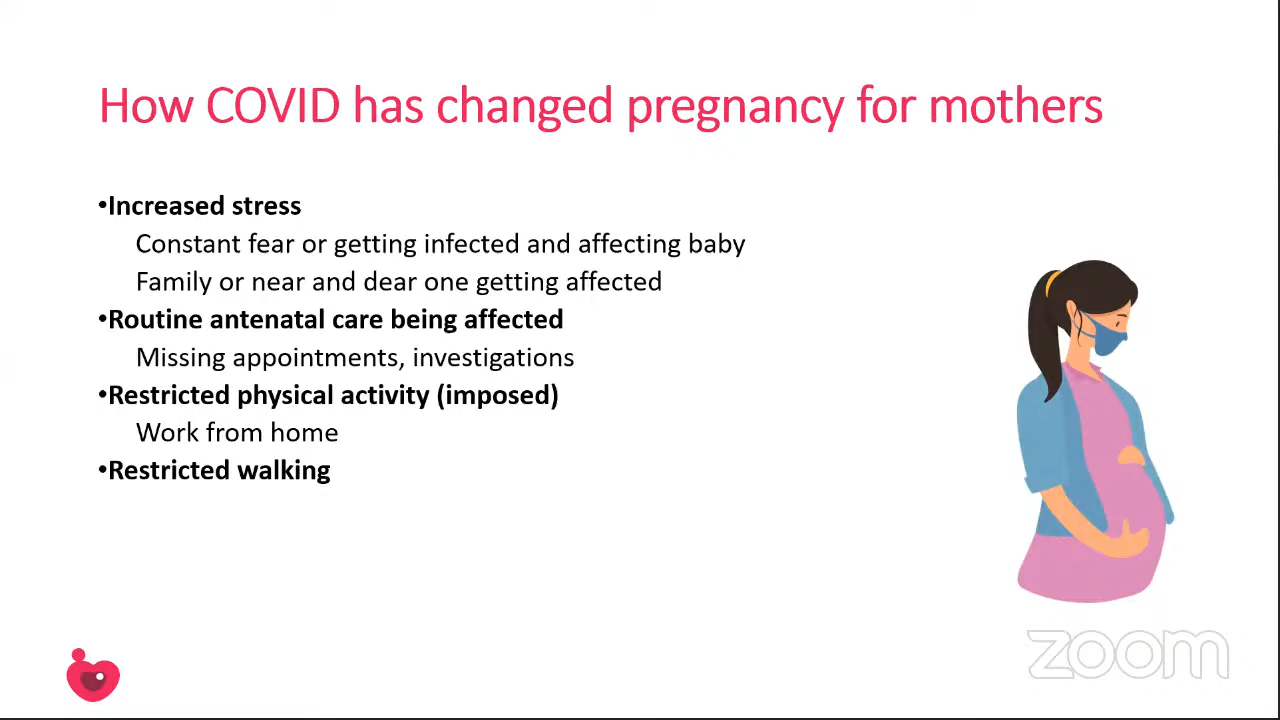 How COVID has changed pregnancy for mothers
•Increased stress
Constant fear or getting infected and affecting baby
Family or near and dear one getting affected
•Routine antenatal care being affected
Missing appointments, investigations
•Restricted physical activity (imposed)
Work from home
•Restricted walking
zoom